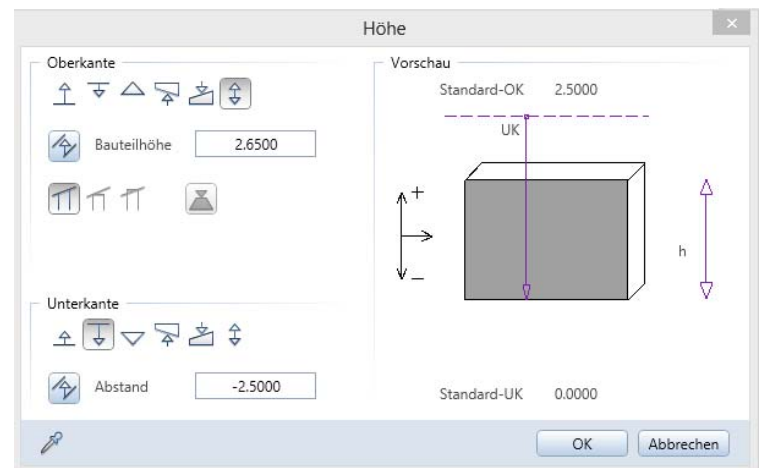 Höhe
Oberkante
Bauteilhöhe 2.6500
Unterkante
Abstand -2.5000
Vorschau
Standard-OK 2.5000
UK
+
h
−
Standard-UK 0.0000
OK Abbrechen